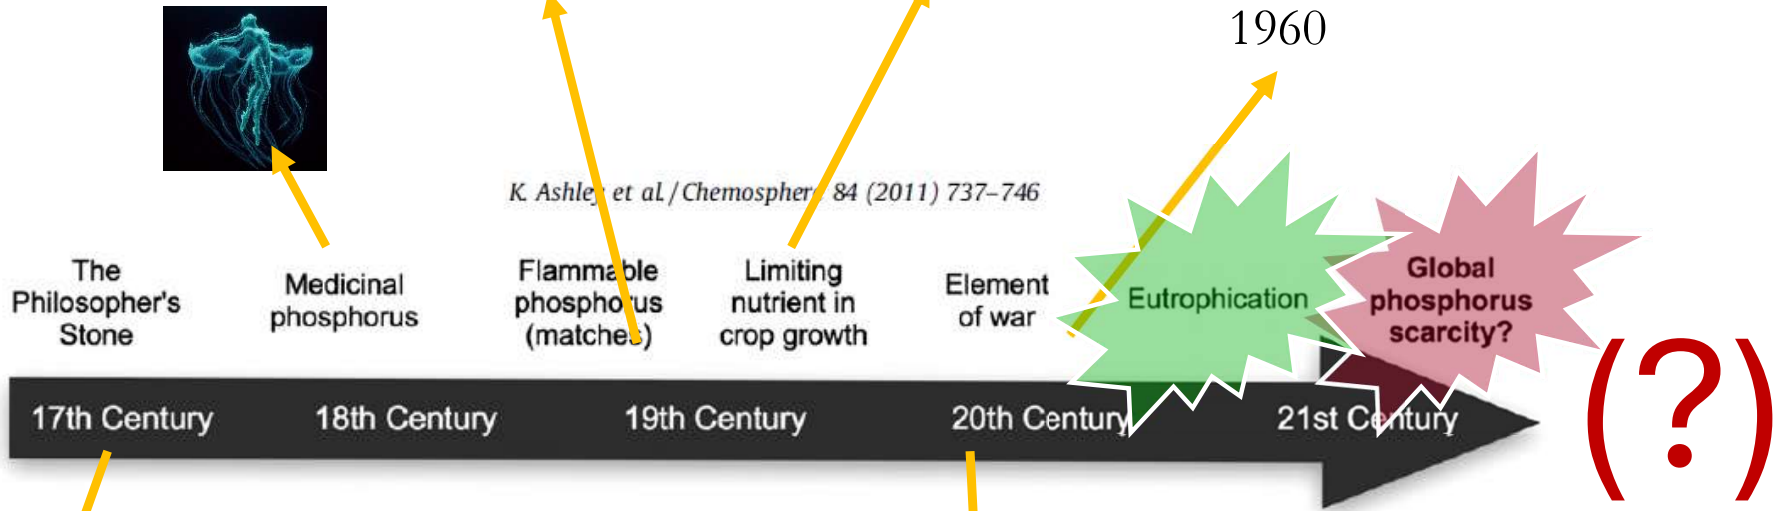 1960
K. Ashley et al. / Chemosphere 84 (2011) 737–746
The
Philosopher's
Stone
Medicinal
phosphorus
Flammable
phosphorus
(matches)
Limiting
nutrient in
crop growth
Element
of war
Eutrophication
Global
phosphorus
scarcity?
(?)
17th Century
18th Century
19th Century
20th Century
21st Century